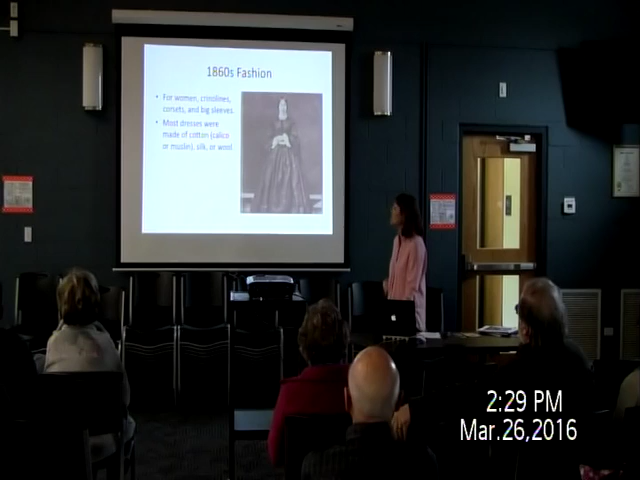 1860s Fashion
• For women, crinolines,
corsets, and big sleeves.
• Most dresses were
made of cotton (calico
or muslin), silk, or wool.
2:29 PM
Mar.26,2016